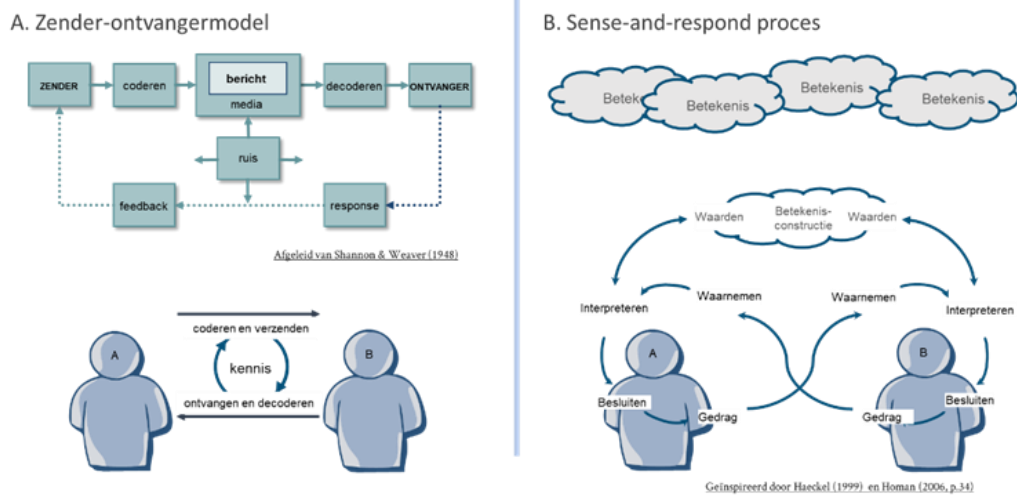 A. Zender-ontvangermodel
ZENDER
coderen
bericht
media
decoderen
ONTVANGER
ruis
feedback
response
Afgeleid van Shannon & Weaver (1948)
A
B
coderen en verzenden
kennis
ontvangen en decoderen
B. Sense-and-respond proces
Betek
Betekenis
Betekenis
Betekenis
Waarden
Betekenis-
constructie
Waarden
Interpreteren
Waarnemen
Waarnemen
Interpreteren
A
B
Besluiten
Gedrag
Gedrag
Besluiten
Geïnspireerd door Haeckel (1999) en Homan (2006, p.34)